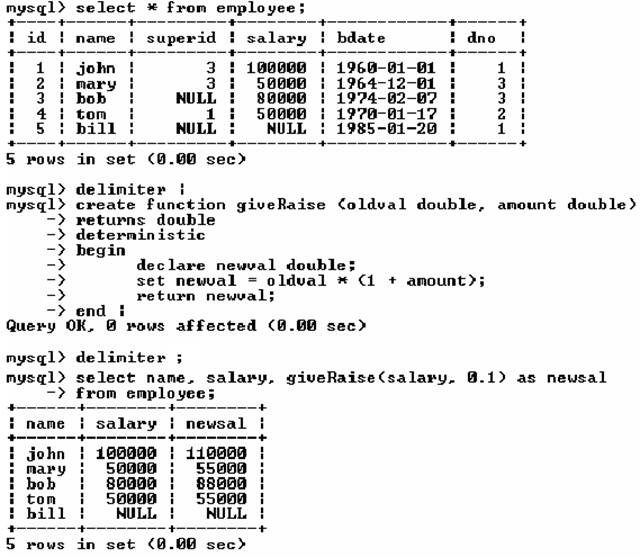 mysql> select * from employee;
+------+------+---------+--------+------------+------+
| id | name | superid | salary | bdate | dno |
+------+------+---------+--------+------------+------+
| 1 | john | 3 | 100000 | 1960-01-01 | 1 |
| 2 | mary | 3 | 50000 | 1964-12-01 | 3 |
| 3 | bob | NULL | 80000 | 1974-02-07 | 3 |
| 4 | tom | 1 | 50000 | 1970-01-17 | 2 |
| 5 | bill | NULL | NULL | 1985-01-20 | 1 |
+------+------+---------+--------+------------+------+
5 rows in set (0.00 sec)
mysql> delimiter |
mysql> create function giveRaise (oldval double, amount double)
-> returns double
-> deterministic
-> begin
-> declare newval double;
-> set newval = oldval * (1 + amount);
-> return newval;
-> end |
Query OK, 0 rows affected (0.00 sec)
mysql> delimiter ;
mysql> select name, salary, giveRaise(salary, 0.1) as newsal
-> from employee;
+------+--------+--------+
| name | salary | newsal |
+------+--------+--------+
| john | 100000 | 110000 |
| mary | 50000 | 55000 |
| bob | 80000 | 88000 |
| tom | 50000 | 55000 |
| bill | NULL | NULL |
+------+--------+--------+
5 rows in set (0.00 sec)